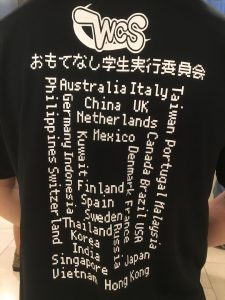 WCS
おもてなし学生実行委員会
Australia Italy
China UK
Netherlands
Mexico
Philippines Switzerland
Germany Indonesia
Kuwait
Finland
Spain
Sweden
Thailand
Korea
India
Singapore
Vietnam Hong Kong
Japan
Russia
Denmark France
Canada Brazil USA
Taiwan Portugal Malaysia